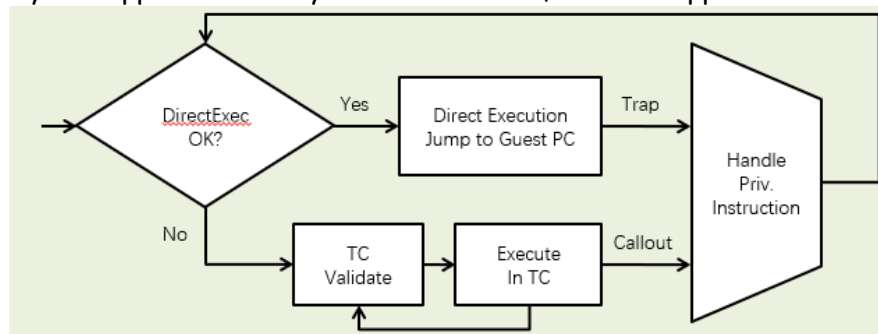 DirectExec
OK?
Yes
Direct Execution
Jump to Guest PC
Trap
Handle
Priv.
Instruction
No
TC
Validate
Execute
In TC
Callout